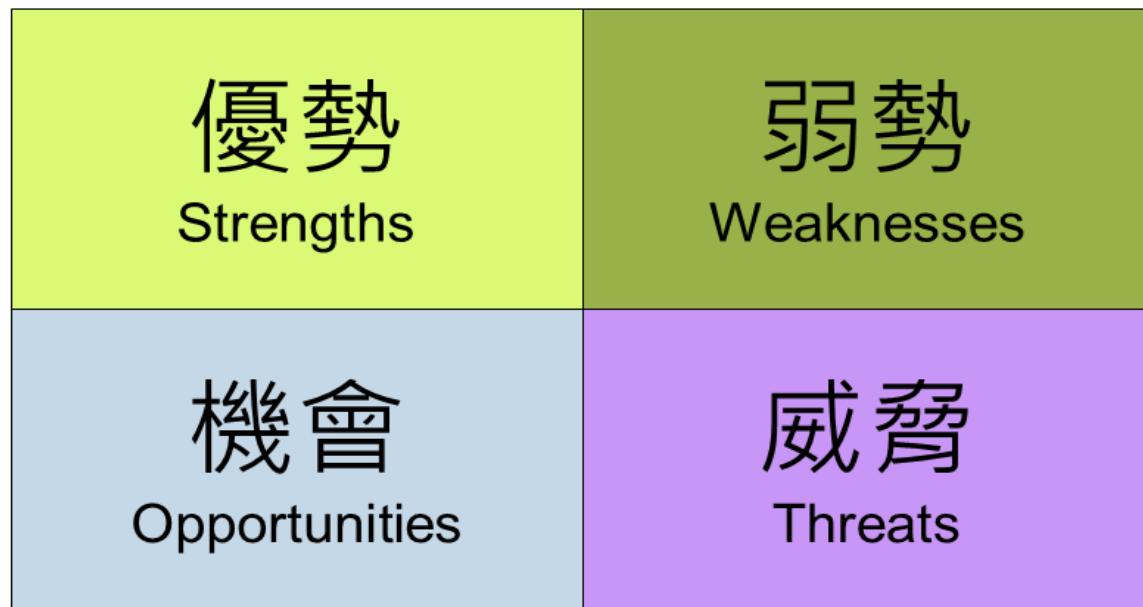 優勢
Strengths
弱勢
Weaknesses
機會
Opportunities
威脅
Threats